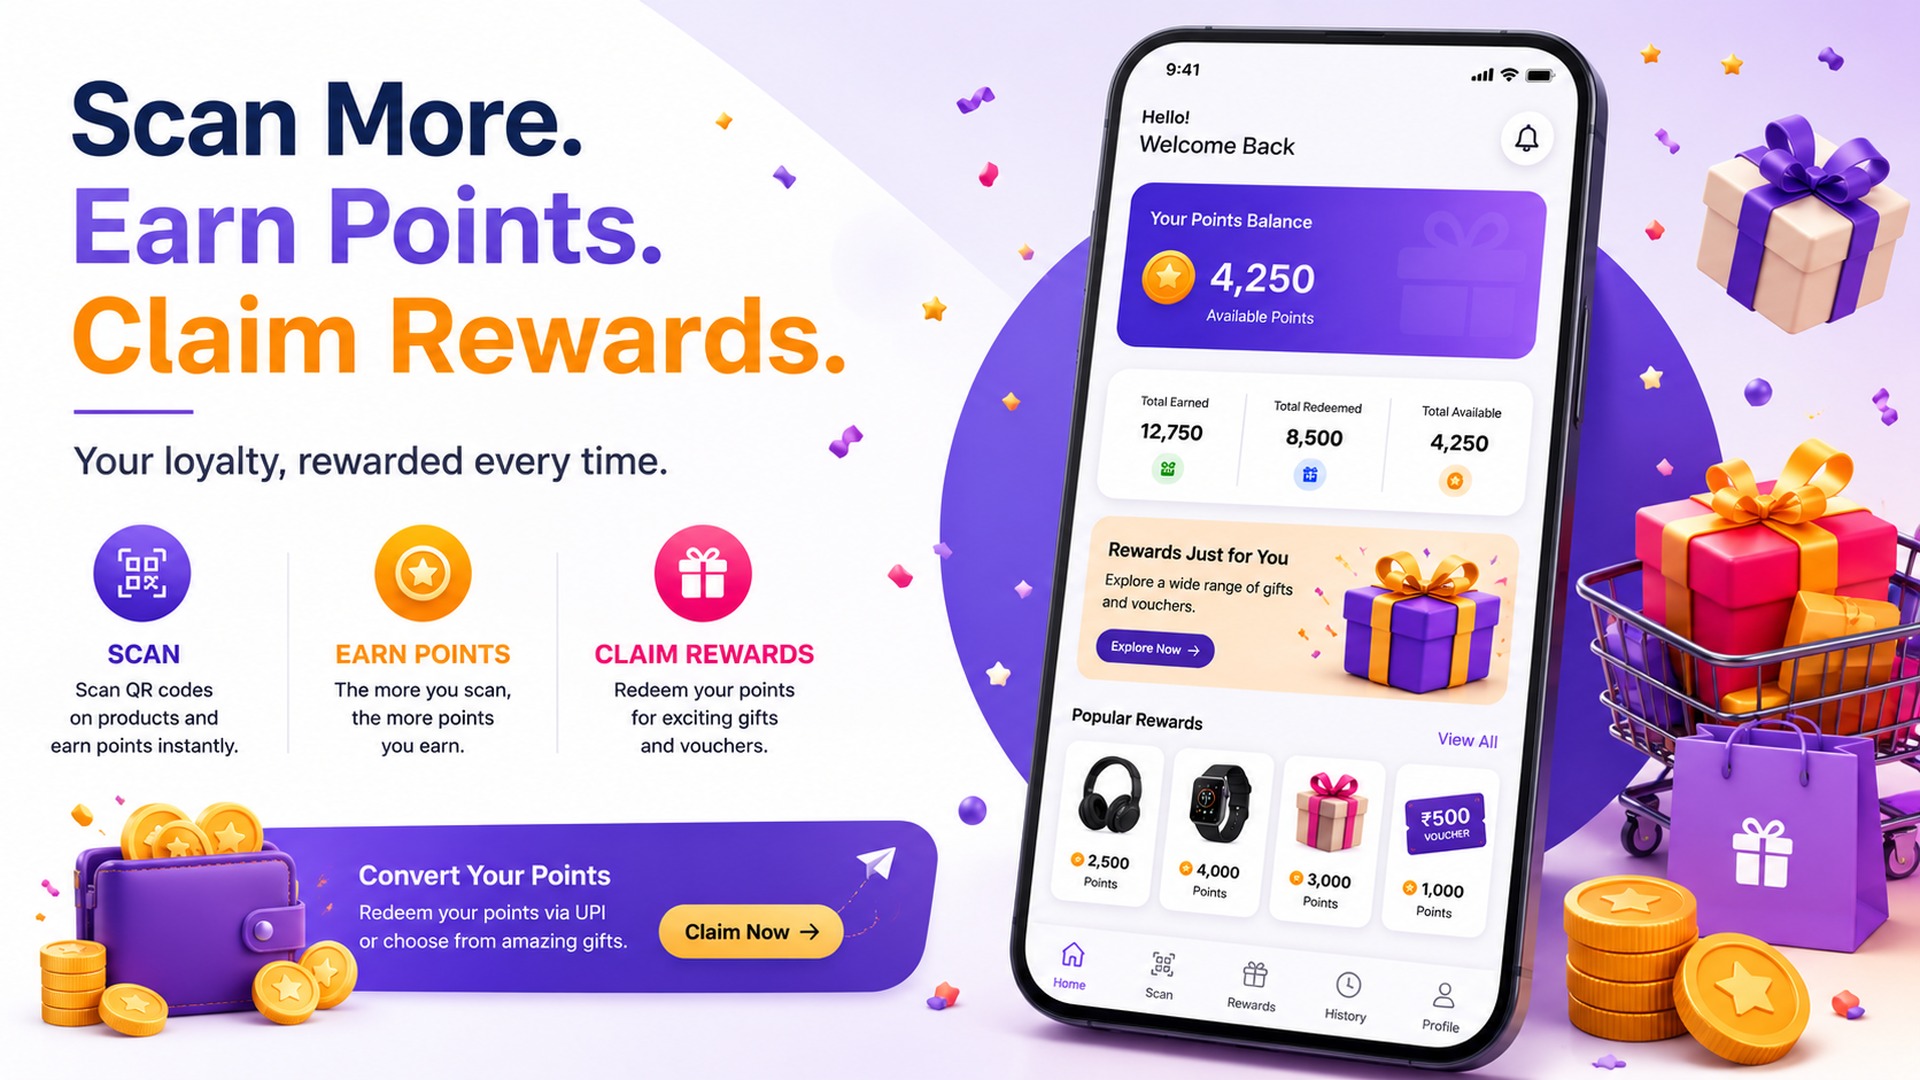 Scan More.
Earn Points.
Claim Rewards.
Your loyalty, rewarded every time.
SCAN
Scan QR codes
on products and
earn points instantly.
EARN POINTS
The more you scan,
the more points
you earn.
CLAIM REWARDS
Redeem your points
for exciting gifts
and vouchers.
Convert Your Points
Redeem your points via UPI
or choose from amazing gifts.
Claim Now →
9:41
Hello!
Welcome Back
Your Points Balance
4,250
Available Points
Total Earned
12,750
Total Redeemed
8,500
Total Available
4,250
Rewards Just for You
Explore a wide range of gifts
and vouchers.
Explore Now →
Popular Rewards
View All
2,500
Points
4,000
Points
3,000
Points
₹500
VOUCHER
1,000
Points
Home
Scan
Rewards
History
Profile